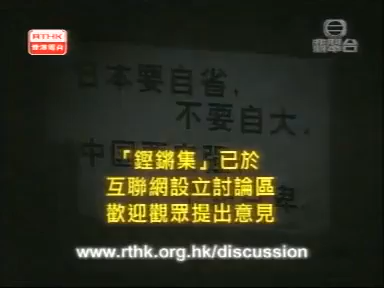 RTHK
香港電台
翡翠台
日本要自省,
不要自大,
中國
卑
「鏗鏘集」已於
互聯網設立討論區
歡迎觀眾提出意見
www.rthk.org.hk/discussion